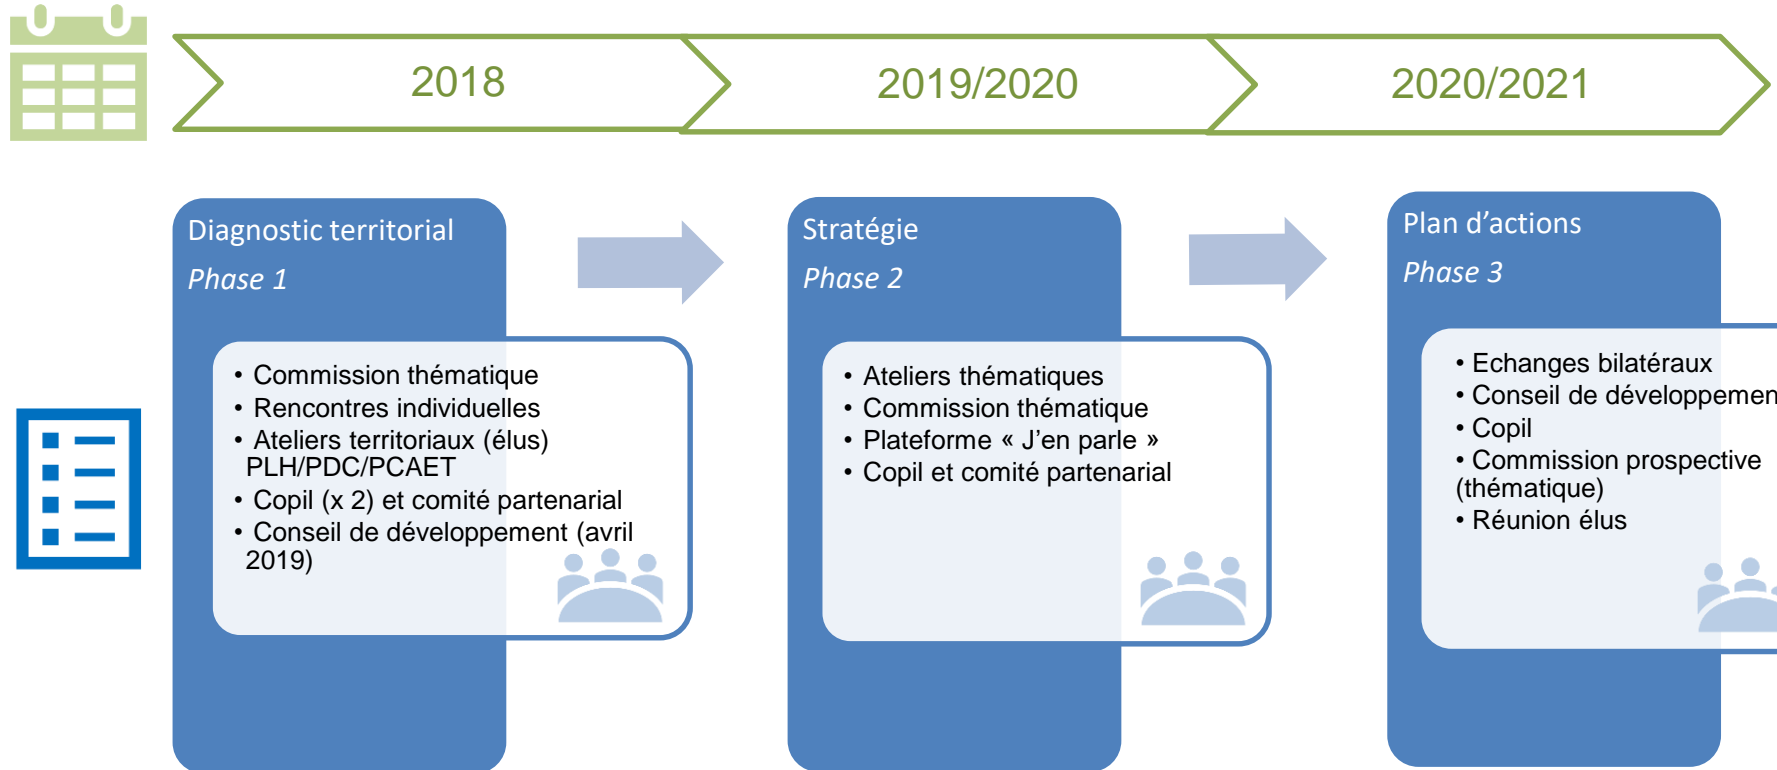 2018
2019/2020
2020/2021
Diagnostic territorial
Phase 1
• Commission thématique
• Rencontres individuelles
• Ateliers territoriaux (élus)
PLH/PDC/PCAET
• Copil (x 2) et comité partenarial
• Conseil de développement (avril
2019)
Stratégie
Phase 2
• Ateliers thématiques
• Commission thématique
• Plateforme « J’en parle »
• Copil et comité partenarial
Plan d’actions
Phase 3
• Echanges bilatéraux
• Conseil de développemen
• Copil
• Commission prospective
(thématique)
• Réunion élus